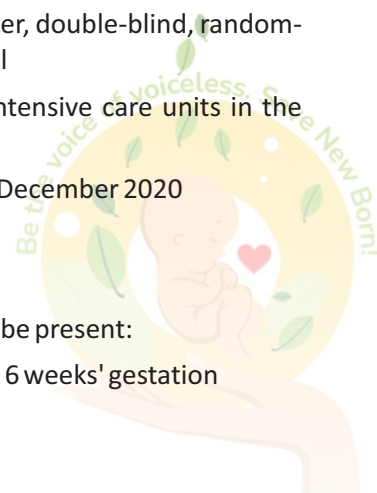 er, double-blind, random-
l
ntensive care units in the
December 2020
be present:
6 weeks' gestation
Be the voice of voiceless. Save New Born!